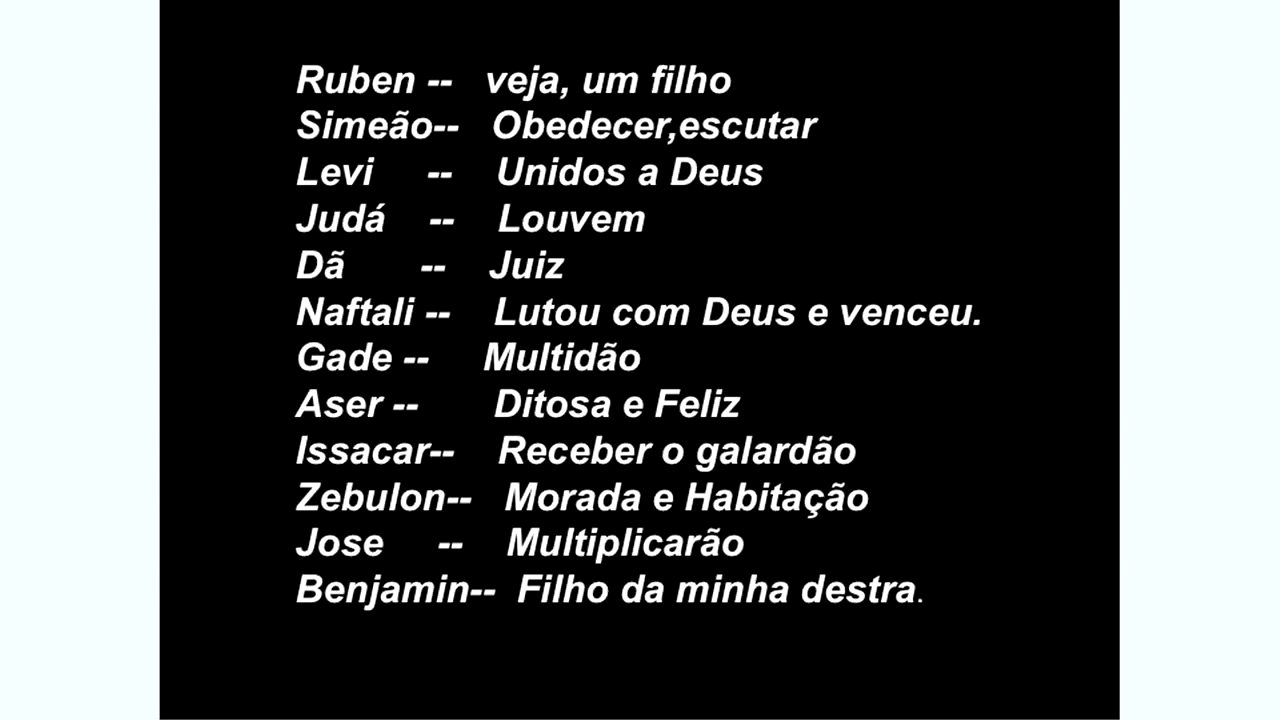 Ruben -- veja, um filho
Simeão-- Obedecer,escutar
Levi -- Unidos a Deus
Judá -- Louvem
Dã -- Juiz
Naftali -- Lutou com Deus e venceu.
Gade -- Multidão
Aser -- Ditosa e Feliz
Issacar-- Receber o galardão
Zebulon-- Morada e Habitação
Jose -- Multiplicarão
Benjamin-- Filho da minha destra.